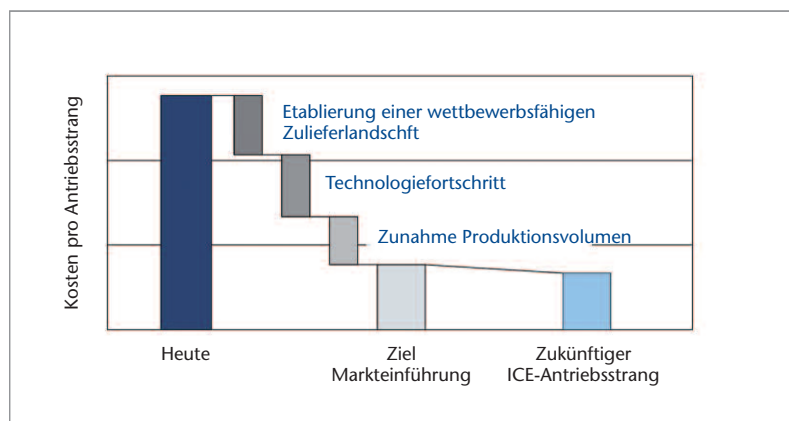 Kosten pro Antriebsstrang
Etablierung einer wettbewerbsfähigen
Zulieferlandschft
Technologiefortschritt
Zunahme Produktionsvolumen
Heute
Ziel
Markteinführung
Zukünftiger
ICE-Antriebsstrang